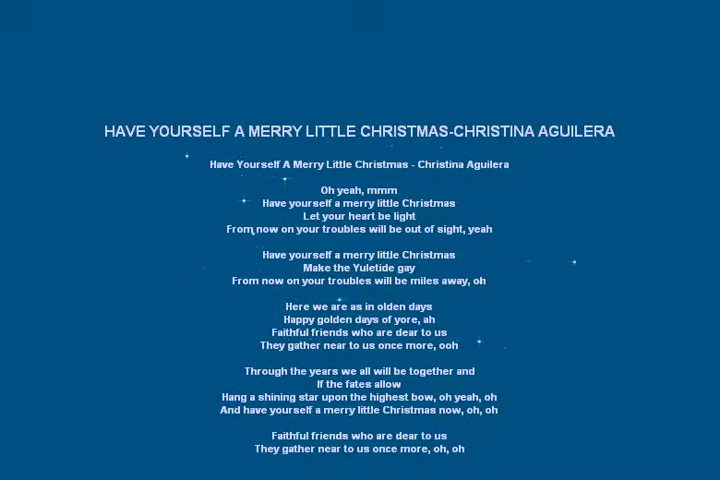 HAVE YOURSELF A MERRY LITTLE CHRISTMAS-CHRISTINA AGUILERA
Have Yourself A Merry Little Christmas - Christina Aguilera
Oh yeah, mmm
Have yourself a merry little Christmas
Let your heart be light
From now on your troubles will be out of sight, yeah
Have yourself a merry little Christmas
Make the Yuletide gay
From now on your troubles will be miles away, oh
Here we are as in olden days
Happy golden days of yore, ah
Faithful friends who are dear to us
They gather near to us once more, ooh
Through the years we all will be together and
If the fates allow
Hang a shining star upon the highest bow, oh yeah, oh
And have yourself a merry little Christmas now, oh, oh
Faithful friends who are dear to us
They gather near to us once more, oh, oh